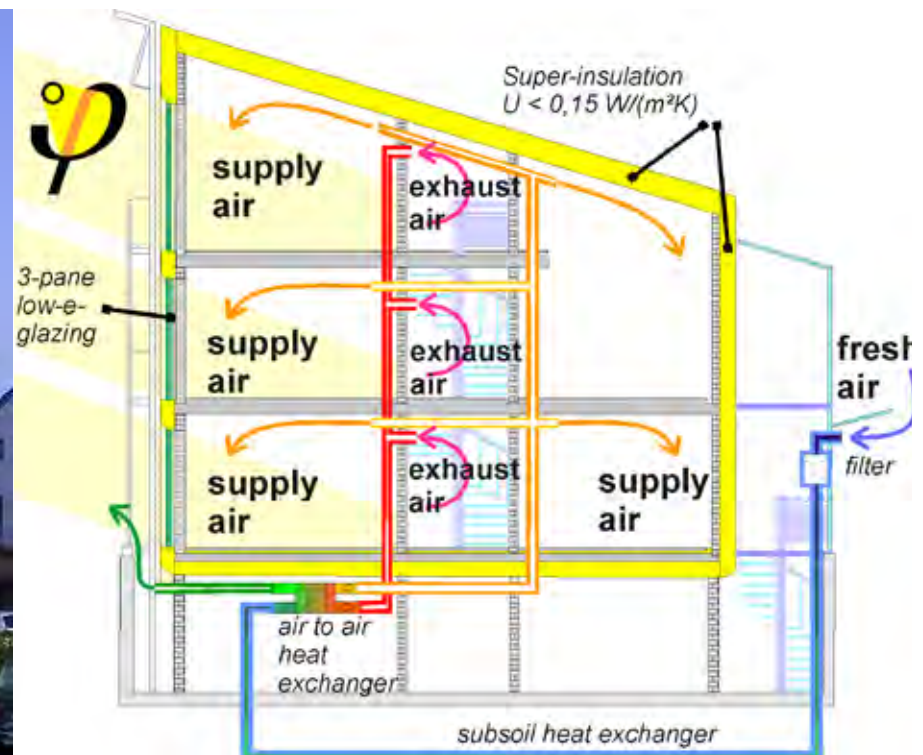 Super-insulation
U < 0,15 W/(m²K)
supply
air
exhaust
air
3-pane
low-e-
glazing
supply
air
exhaust
air
fresh
air
filter
supply
air
exhaust
air
supply
air
air to air
heat
exchanger
subsoil heat exchanger